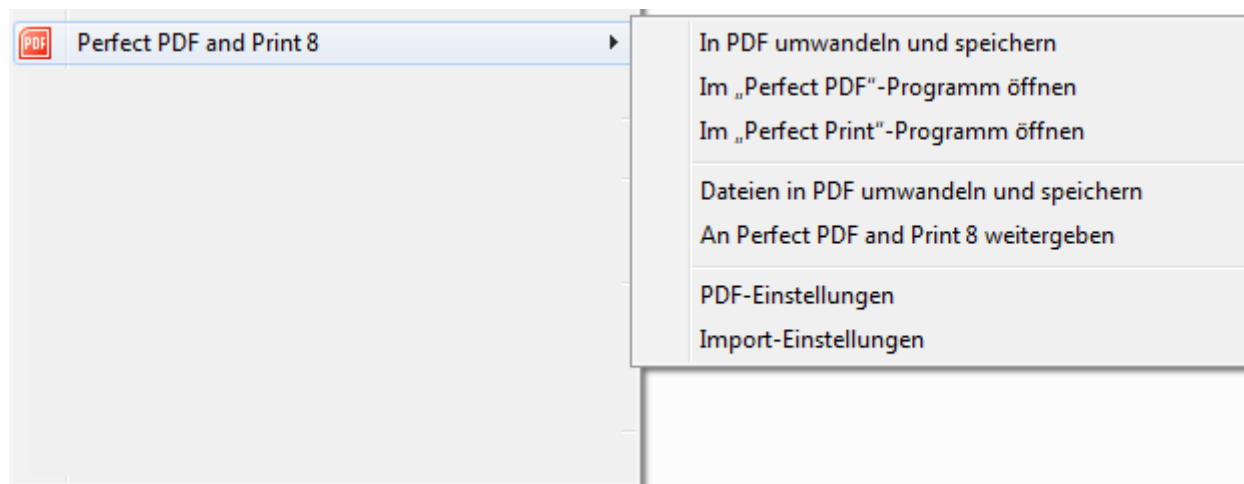 PDF
Perfect PDF and Print 8
In PDF umwandeln und speichern
Im „Perfect PDF“-Programm öffnen
Im „Perfect Print“-Programm öffnen
Dateien in PDF umwandeln und speichern
An Perfect PDF and Print 8 weitergeben
PDF-Einstellungen
Import-Einstellungen